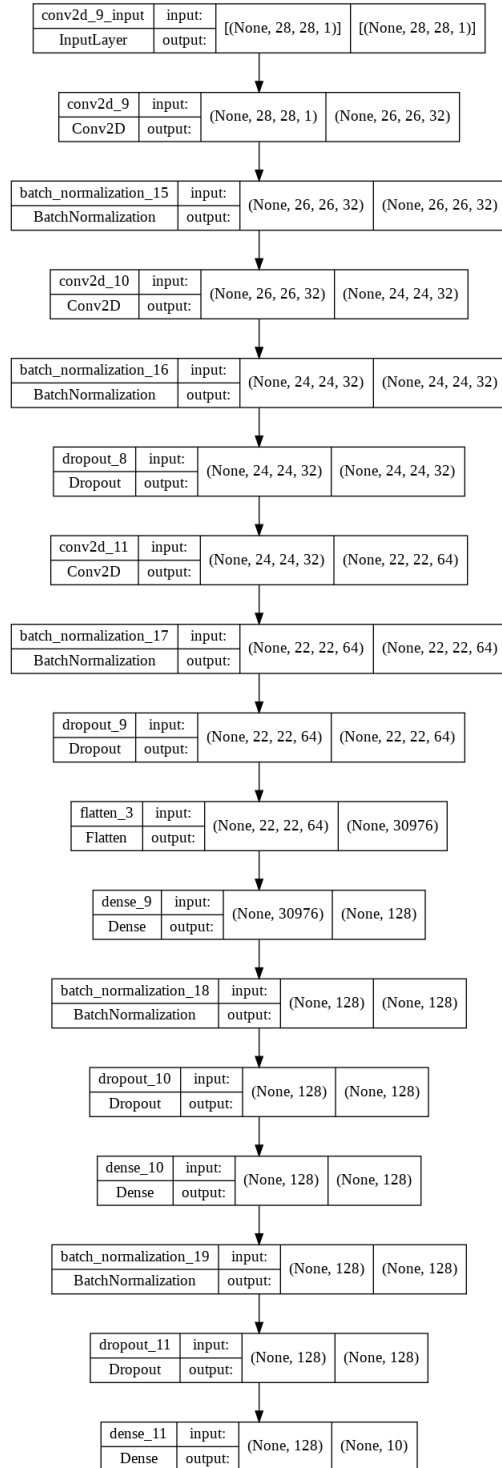 conv2d_9_input input: [(None, 28, 28, 1)] [(None, 28, 28, 1)]
InputLayer output:
conv2d_9 input: (None, 28, 28, 1) (None, 26, 26, 32)
Conv2D output:
batch_normalization_15 input: (None, 26, 26, 32) (None, 26, 26, 32)
BatchNormalization output:
conv2d_10 input: (None, 26, 26, 32) (None, 24, 24, 32)
Conv2D output:
batch_normalization_16 input: (None, 24, 24, 32) (None, 24, 24, 32)
BatchNormalization output:
dropout_8 input: (None, 24, 24, 32) (None, 24, 24, 32)
Dropout output:
conv2d_11 input: (None, 24, 24, 32) (None, 22, 22, 64)
Conv2D output:
batch_normalization_17 input: (None, 22, 22, 64) (None, 22, 22, 64)
BatchNormalization output:
dropout_9 input: (None, 22, 22, 64) (None, 22, 22, 64)
Dropout output:
flatten_3 input: (None, 22, 22, 64) (None, 30976)
Flatten output:
dense_9 input: (None, 30976) (None, 128)
Dense output:
batch_normalization_18 input: (None, 128) (None, 128)
BatchNormalization output:
dropout_10 input: (None, 128) (None, 128)
Dropout output:
dense_10 input: (None, 128) (None, 128)
Dense output:
batch_normalization_19 input: (None, 128) (None, 128)
BatchNormalization output:
dropout_11 input: (None, 128) (None, 128)
Dropout output:
dense_11 input: (None, 128) (None, 10)
Dense output: